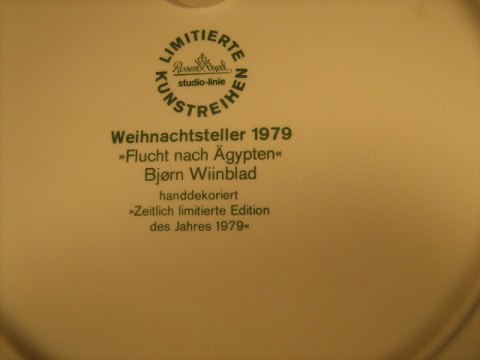 LIMITIERTE
Rosenthal
studio-linie
KUNSTREIHEN
Weihnachtsteller 1979
»Flucht nach Ägypten«
Bjørn Wiinblad
handdekoriert
»Zeitlich limitierte Edition
des Jahres 1979«